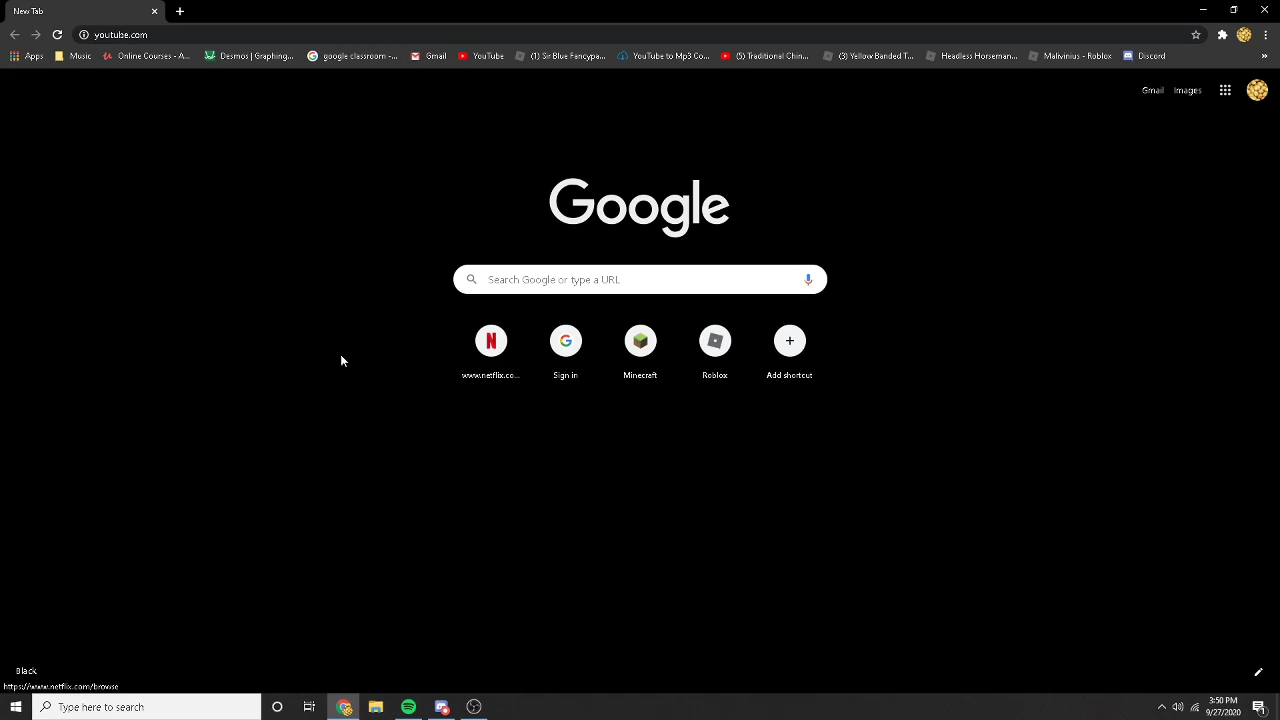 New Tab
youtube.com
Apps Music Online Courses - A... Desmos | Graphing... google classroom -... Gmail YouTube (1) Sir Blue Fancypa... YouTube to Mp3 Co... (5) Traditional Chin... (3) Yellow Banded T... Headless Horseman... Malivinius - Roblox Discord »
Gmail Images
Google
Search Google or type a URL
www.netflix.co... Sign in Minecraft Roblox Add shortcut
Black
https://www.netflix.com/browse
Type here to search
3:50 PM
9/27/2020